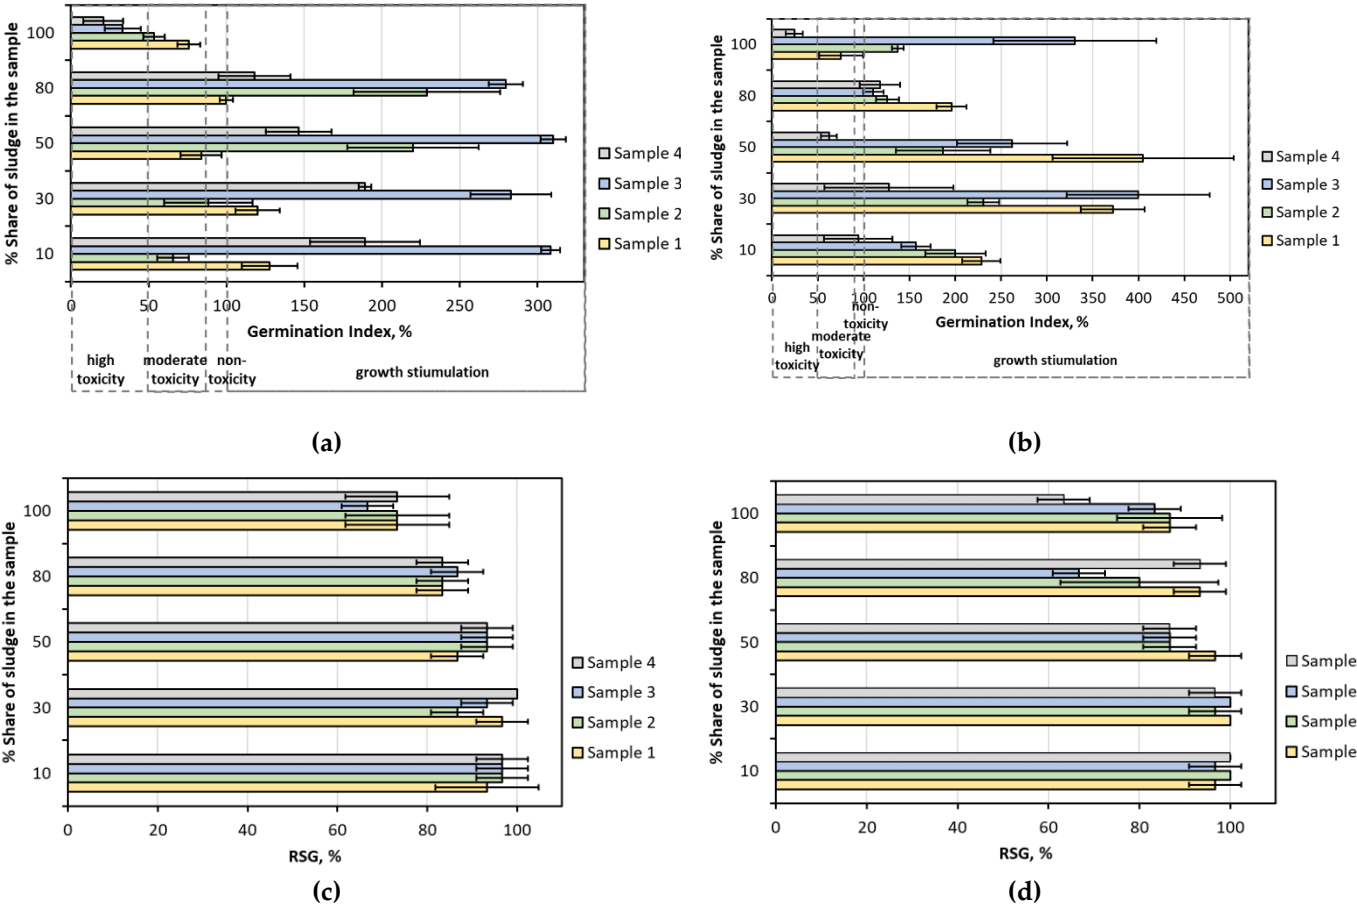 % Share of sludge in the sample
100
80
50
30
10
0 50 100 150 200 250 300
Germination Index, %
high toxicity
moderate toxicity
non-toxicity
growth stiumulation
Sample 4
Sample 3
Sample 2
Sample 1
(a)
% Share of sludge in the sample
100
80
50
30
10
0 50 100 150 200 250 300 350 400 450 500
Germination Index, %
high toxicity
moderate toxicity
non-toxicity
growth stiumulation
Sample 4
Sample 3
Sample 2
Sample 1
(b)
% Share of sludge in the sample
100
80
50
30
10
0 20 40 60 80 100
RSG, %
Sample 4
Sample 3
Sample 2
Sample 1
(c)
% Share of sludge in the sample
100
80
50
30
10
0 20 40 60 80 100
RSG, %
Sample
Sample
Sample
Sample
(d)